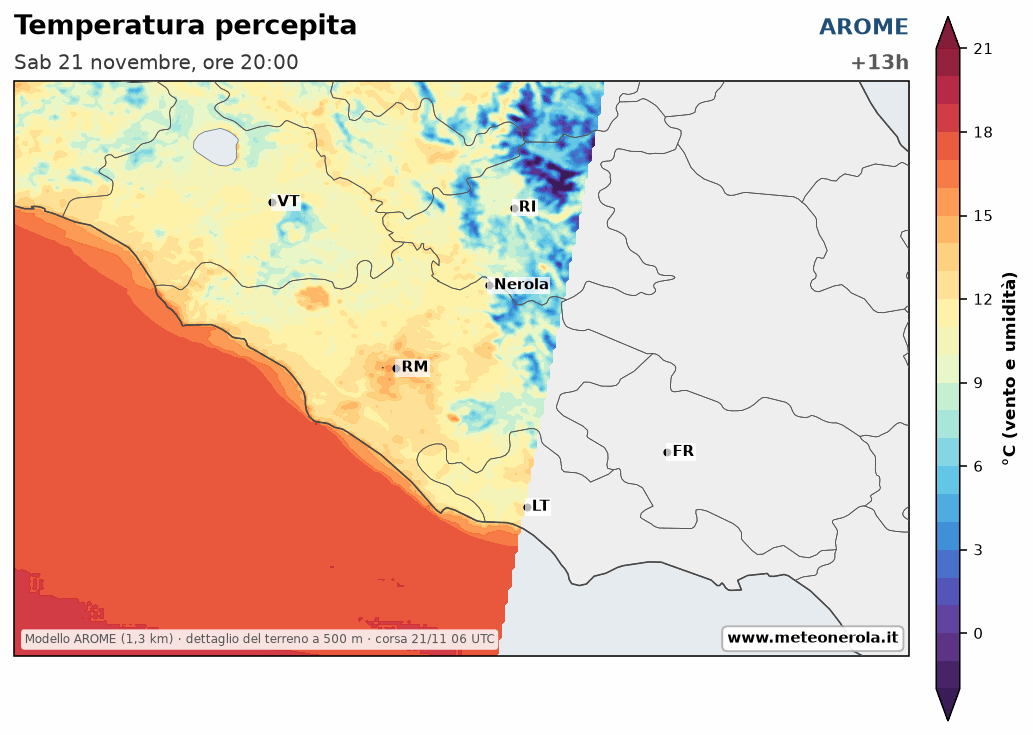 Temperatura percepita
AROME
Sab 21 novembre, ore 20:00
+13h
VT
RI
Nerola
RM
FR
LT
Modello AROME (1,3 km) · dettaglio del terreno a 500 m · corsa 21/11 06 UTC
www.meteonerola.it
21
18
15
12
9
6
3
0
°C (vento e umidità)